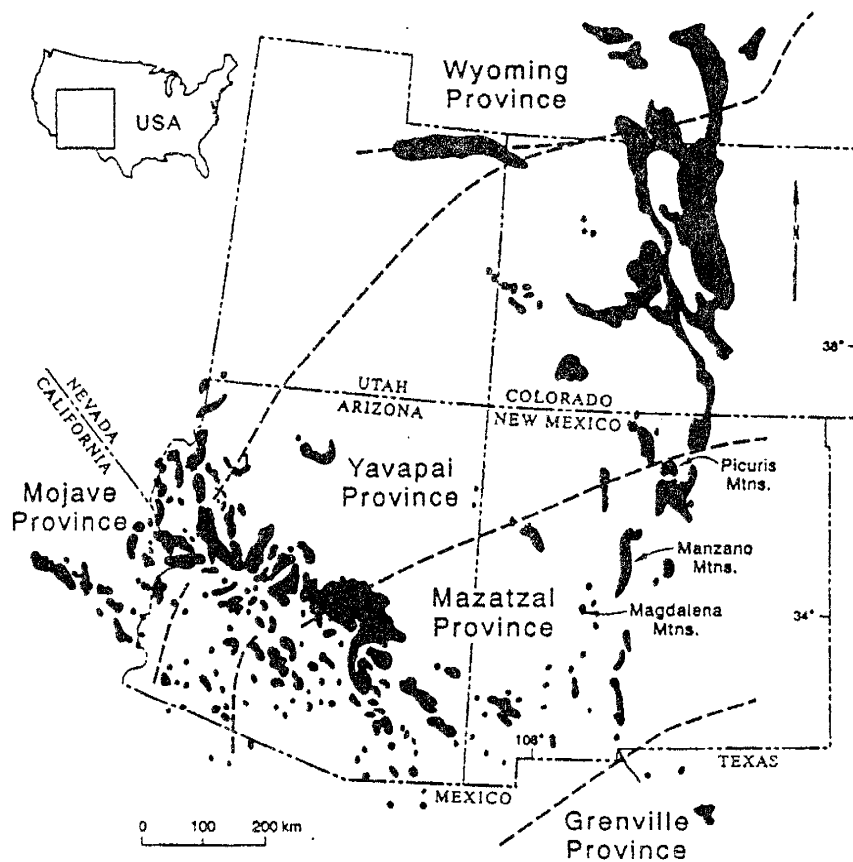 Wyoming
Province
USA
N
38°
NEVADA
CALIFORNIA
UTAH
ARIZONA
COLORADO
NEW MEXICO
Mojave
Province
Yavapai
Province
Picuris
Mtns.
Manzano
Mtns.
Mazatzal
Province
Magdalena
Mtns.
34°
108°
TEXAS
MEXICO
0 100 200 km
Grenville
Province